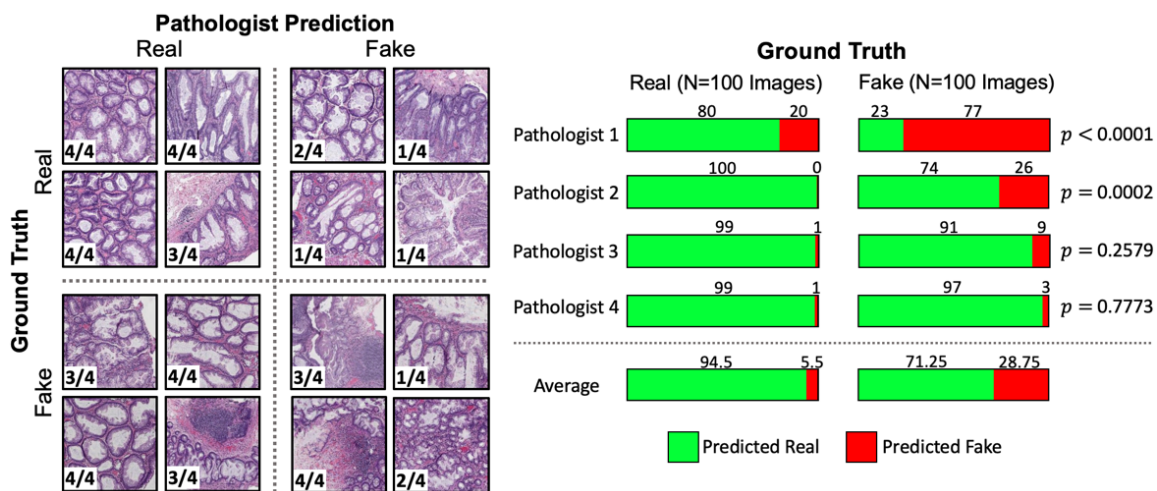 Pathologist Prediction
Real Fake
Ground Truth
Real
4/4 4/4 2/4 1/4
4/4 3/4 1/4 1/4
Fake
3/4 4/4 3/4 1/4
4/4 3/4 4/4 2/4
Ground Truth
Real (N=100 Images) Fake (N=100 Images)
80 20 23 77
Pathologist 1 p < 0.0001
100 0 74 26
Pathologist 2 p = 0.0002
99 1 91 9
Pathologist 3 p = 0.2579
99 1 97 3
Pathologist 4 p = 0.7773
94.5 5.5 71.25 28.75
Average
Predicted Real Predicted Fake